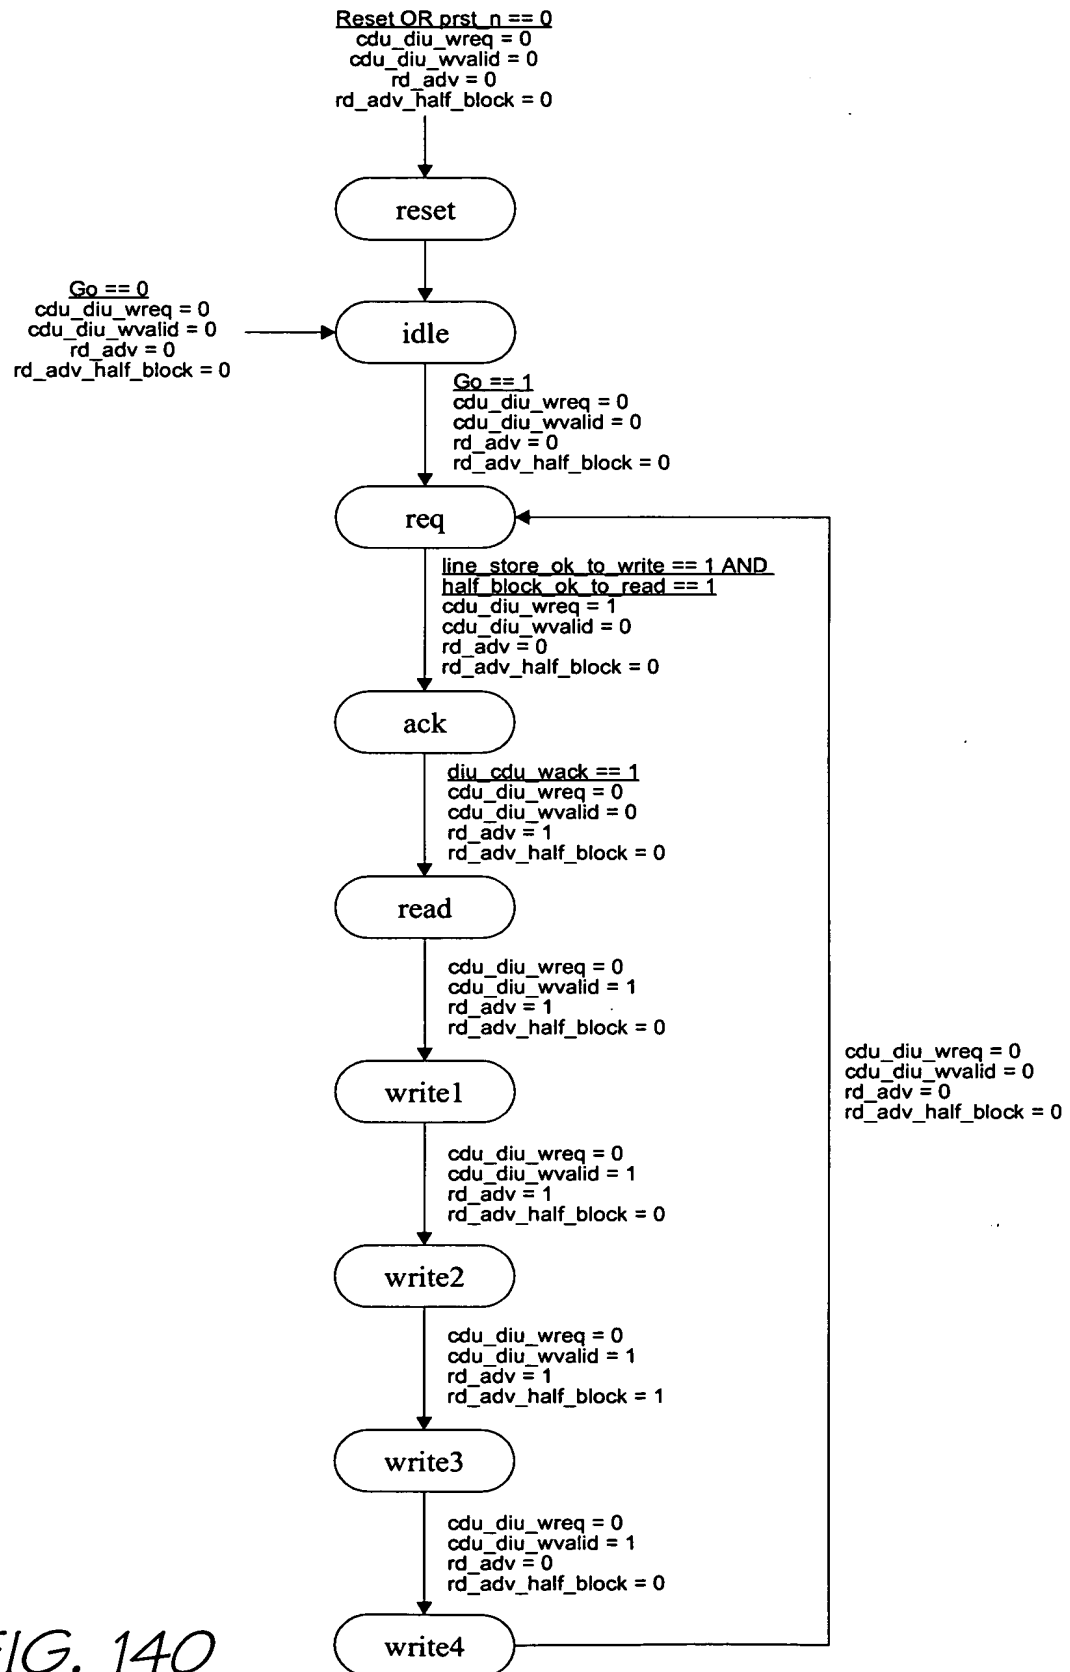 Reset OR prst_n == 0
cdu_diu_wreq = 0
cdu_diu_wvalid = 0
rd_adv = 0
rd_adv_half_block = 0
reset
Go == 0
cdu_diu_wreq = 0
cdu_diu_wvalid = 0
rd_adv = 0
rd_adv_half_block = 0
idle
Go == 1
cdu_diu_wreq = 0
cdu_diu_wvalid = 0
rd_adv = 0
rd_adv_half_block = 0
req
line_store_ok_to_write == 1 AND
half_block_ok_to_read == 1
cdu_diu_wreq = 1
cdu_diu_wvalid = 0
rd_adv = 0
rd_adv_half_block = 0
ack
diu_cdu_wack == 1
cdu_diu_wreq = 0
cdu_diu_wvalid = 0
rd_adv = 1
rd_adv_half_block = 0
read
cdu_diu_wreq = 0
cdu_diu_wvalid = 1
rd_adv = 1
rd_adv_half_block = 0
cdu_diu_wreq = 0
cdu_diu_wvalid = 0
rd_adv = 0
rd_adv_half_block = 0
write1
cdu_diu_wreq = 0
cdu_diu_wvalid = 1
rd_adv = 1
rd_adv_half_block = 0
write2
cdu_diu_wreq = 0
cdu_diu_wvalid = 1
rd_adv = 1
rd_adv_half_block = 1
write3
cdu_diu_wreq = 0
cdu_diu_wvalid = 1
rd_adv = 0
rd_adv_half_block = 0
write4
FIG. 140